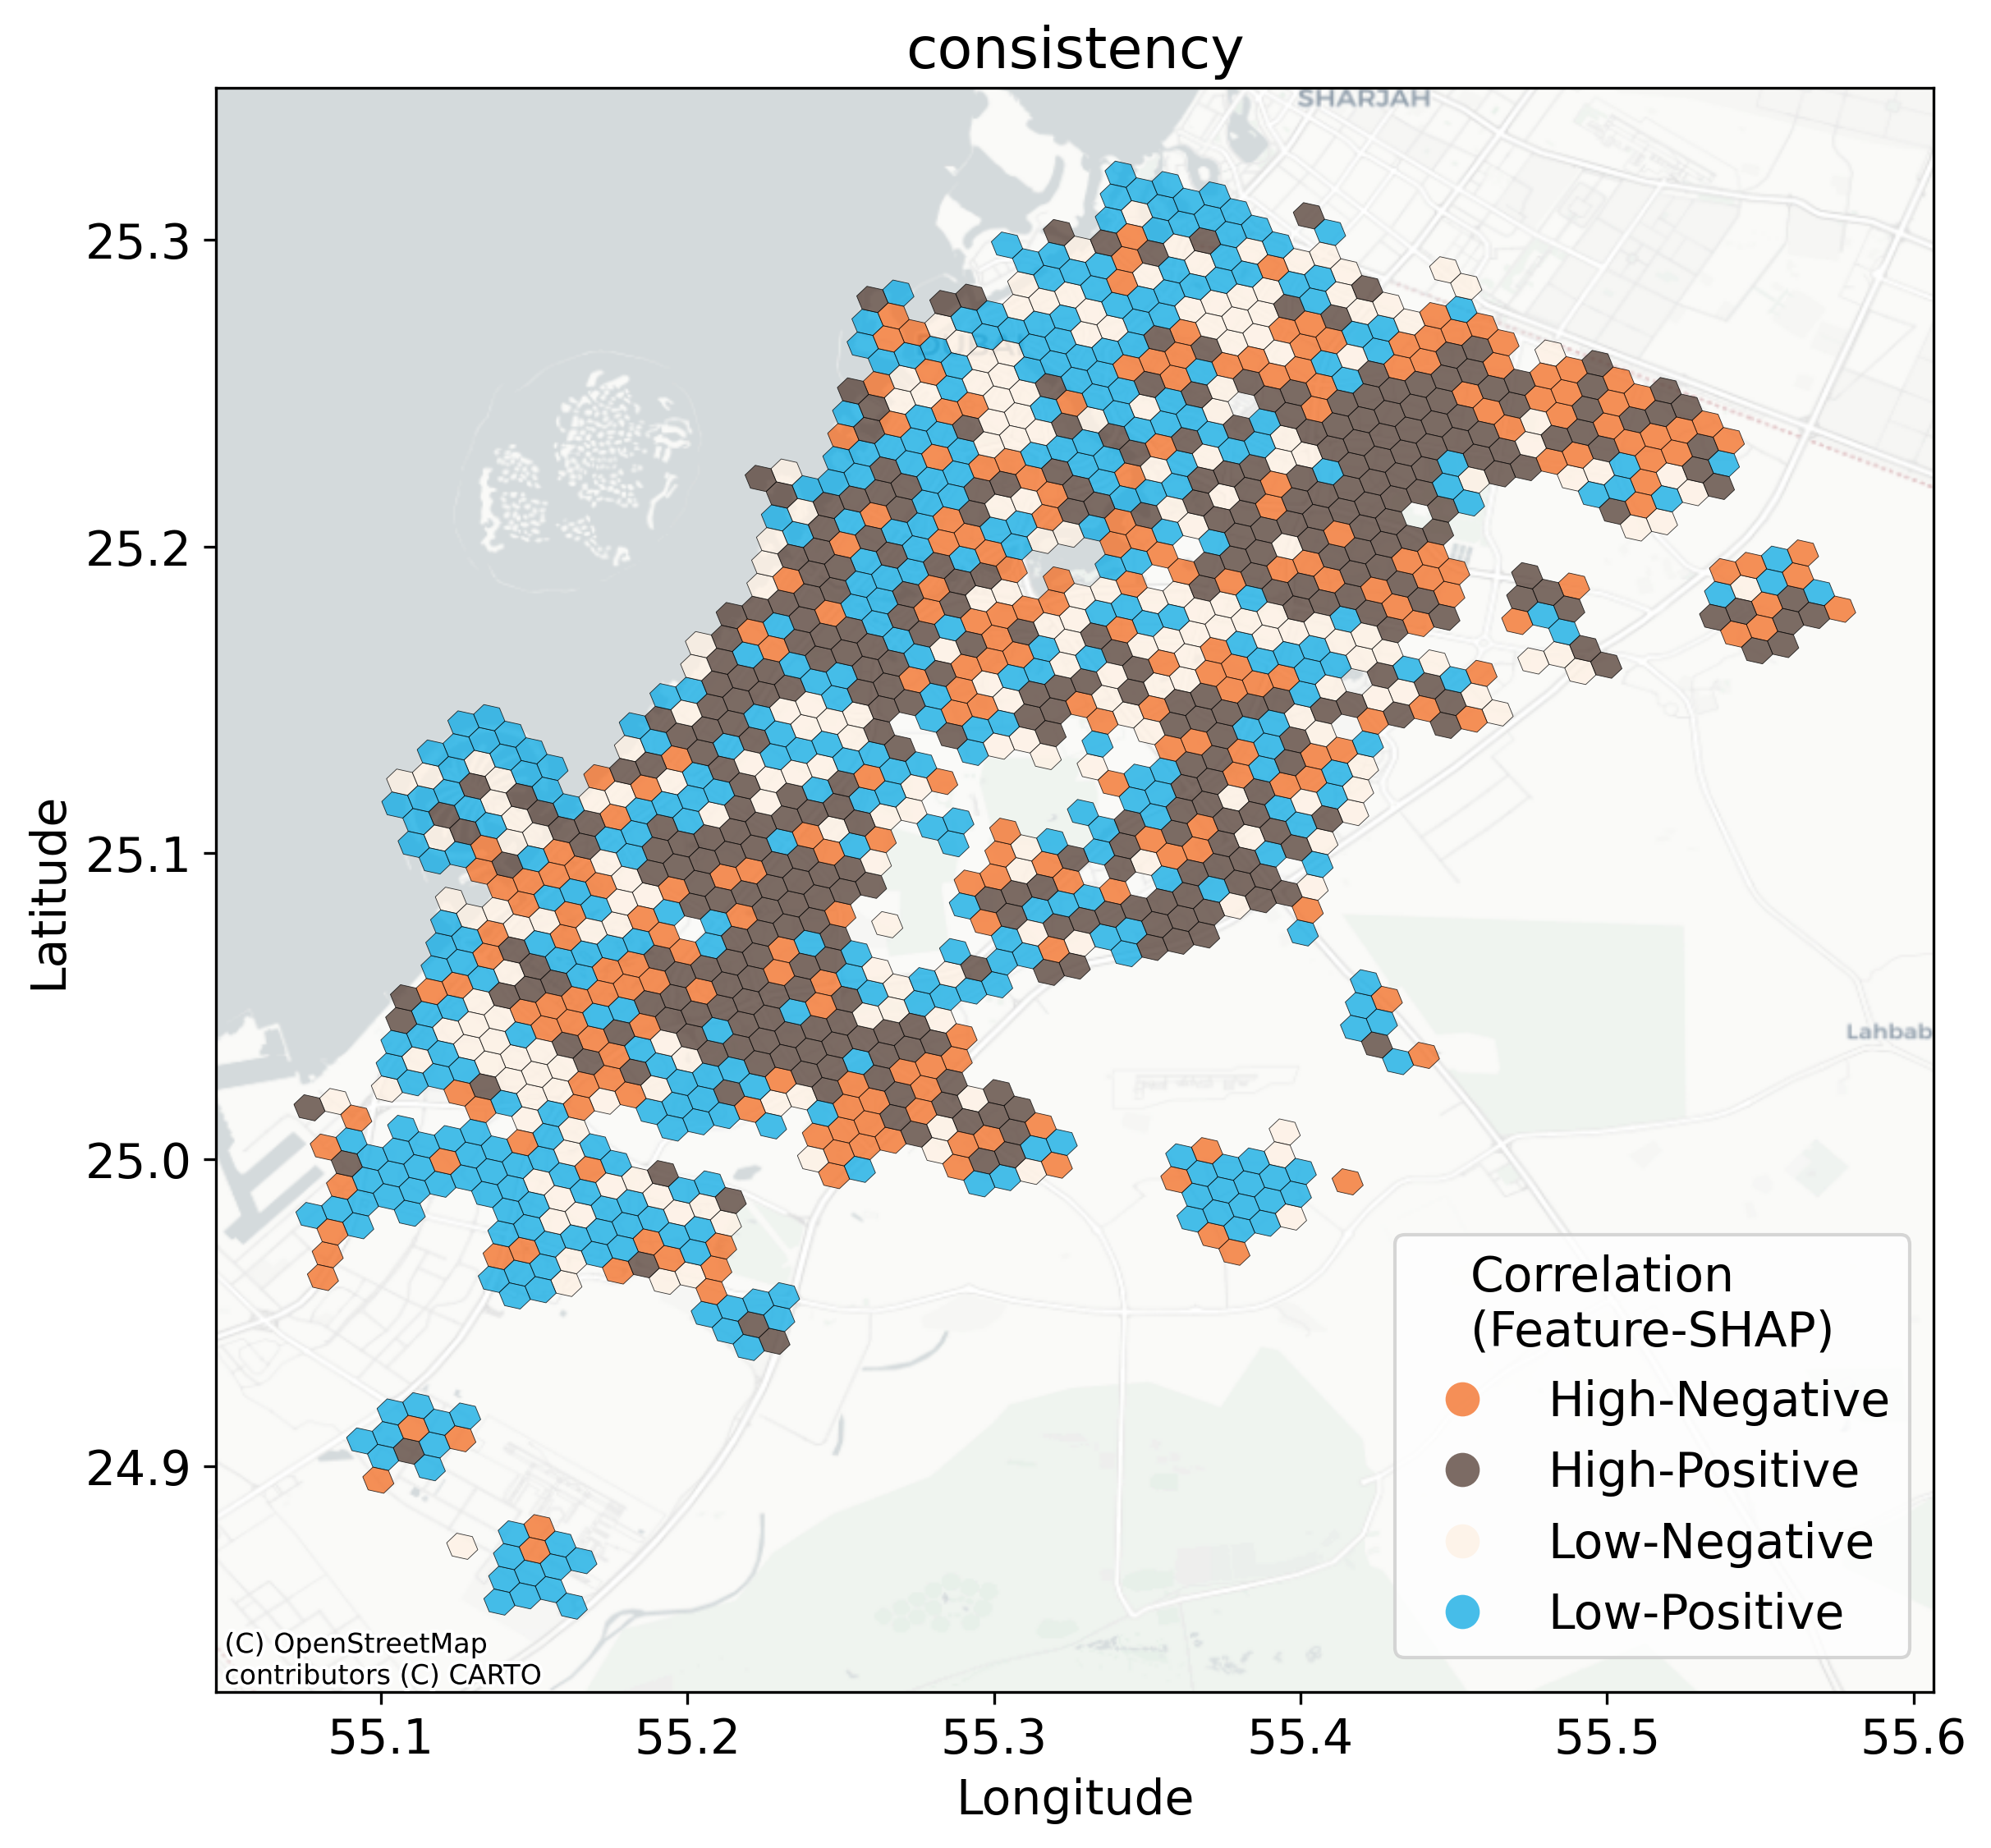 consistency
SHARJAH
25.3
25.2
25.1
25.0
24.9
Latitude
Lahbab
Correlation
(Feature-SHAP)
High-Negative
High-Positive
Low-Negative
Low-Positive
(C) OpenStreetMap
contributors (C) CARTO
55.1
55.2
55.3
55.4
55.5
55.6
Longitude